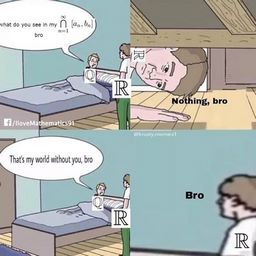 what do you see in my ∞⋂n=1 [aₙ, bₙ]
bro
Q
ℝ
/IloveMathematics91
ℝ
Nothing, bro
That's my world without you, bro
Q
ℝ
Bro
ℝ